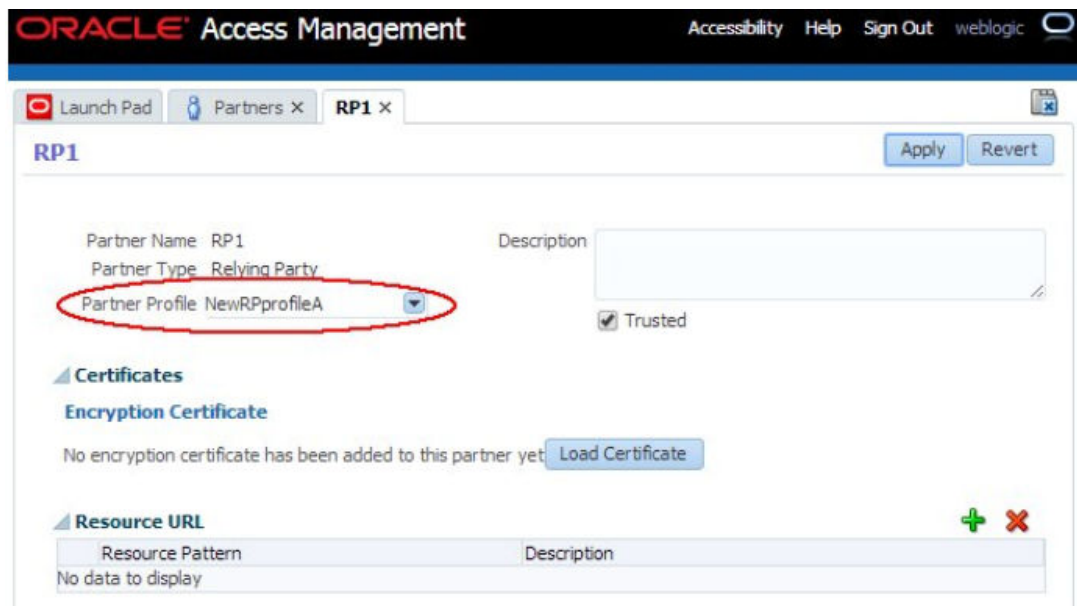 ORACLE Access Management
Accessibility Help Sign Out weblogic
Launch Pad Partners RP1
RP1
Apply Revert
Partner Name RP1
Description
Partner Type Relying Party
Partner Profile NewRPprofileA
Trusted
Certificates
Encryption Certificate
No encryption certificate has been added to this partner yet Load Certificate
Resource URL
Resource Pattern Description
No data to display